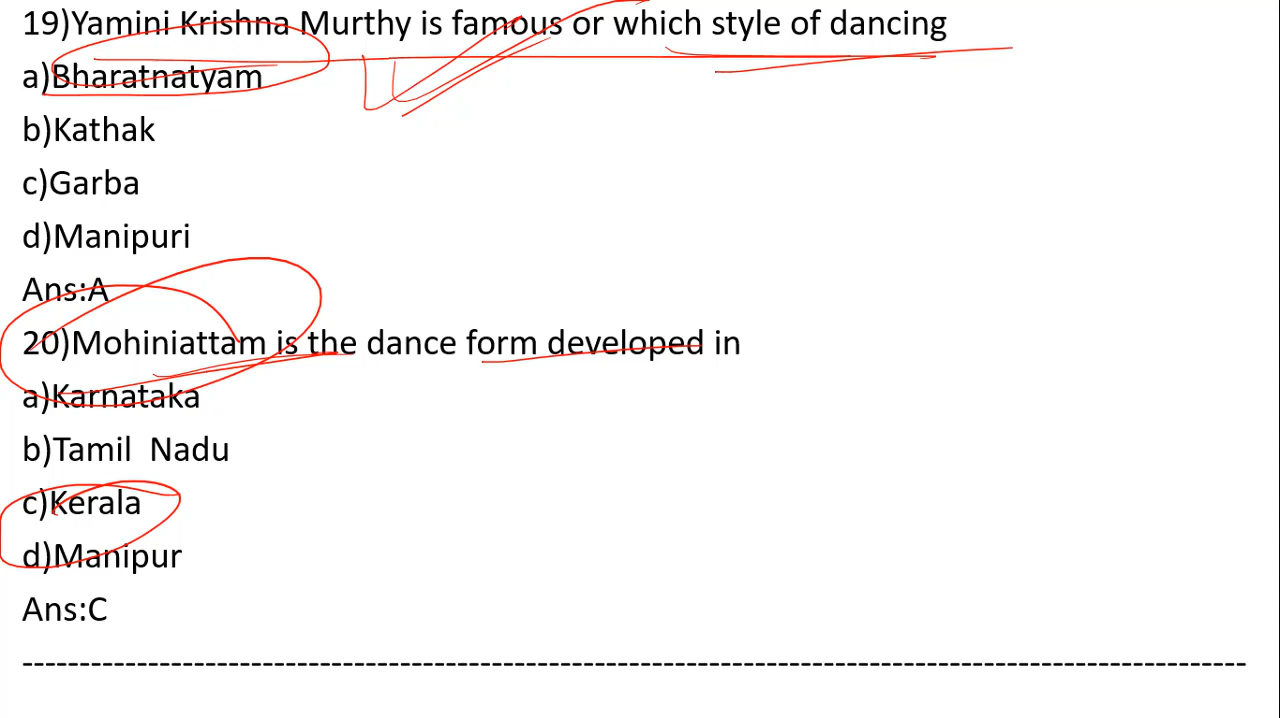 19)Yamini Krishna Murthy is famous or which style of dancing
a)Bharatnatyam
b)Kathak
c)Garba
d)Manipuri
Ans:A
20)Mohiniattam is the dance form developed in
a)Karnataka
b)Tamil  Nadu
c)Kerala
d)Manipur
Ans:C
-----------------------------------------------------------------------------------------------------------